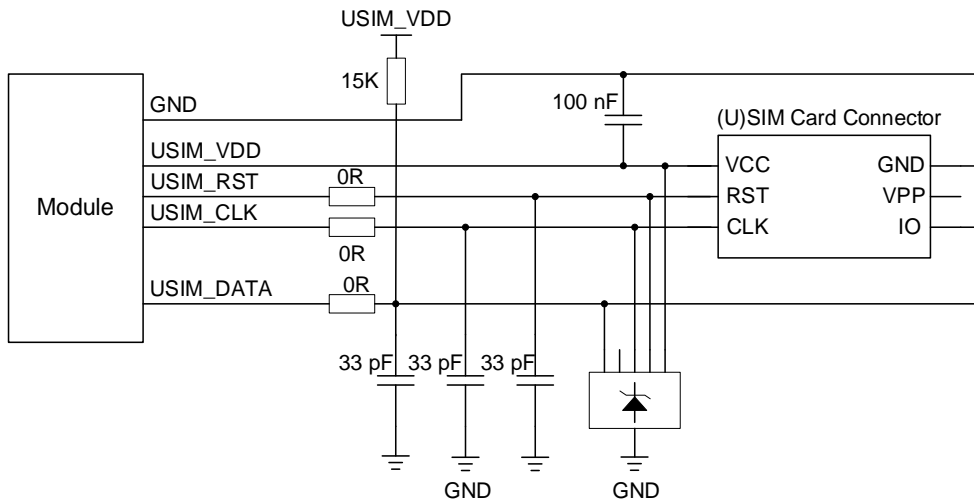 USIM_VDD
15K
GND
100 nF
(U)SIM Card Connector
USIM_VDD
VCC
GND
USIM_RST
0R
RST
VPP
Module
USIM_CLK
CLK
IO
0R
USIM_DATA
0R
33 pF
33 pF
33 pF
GND
GND